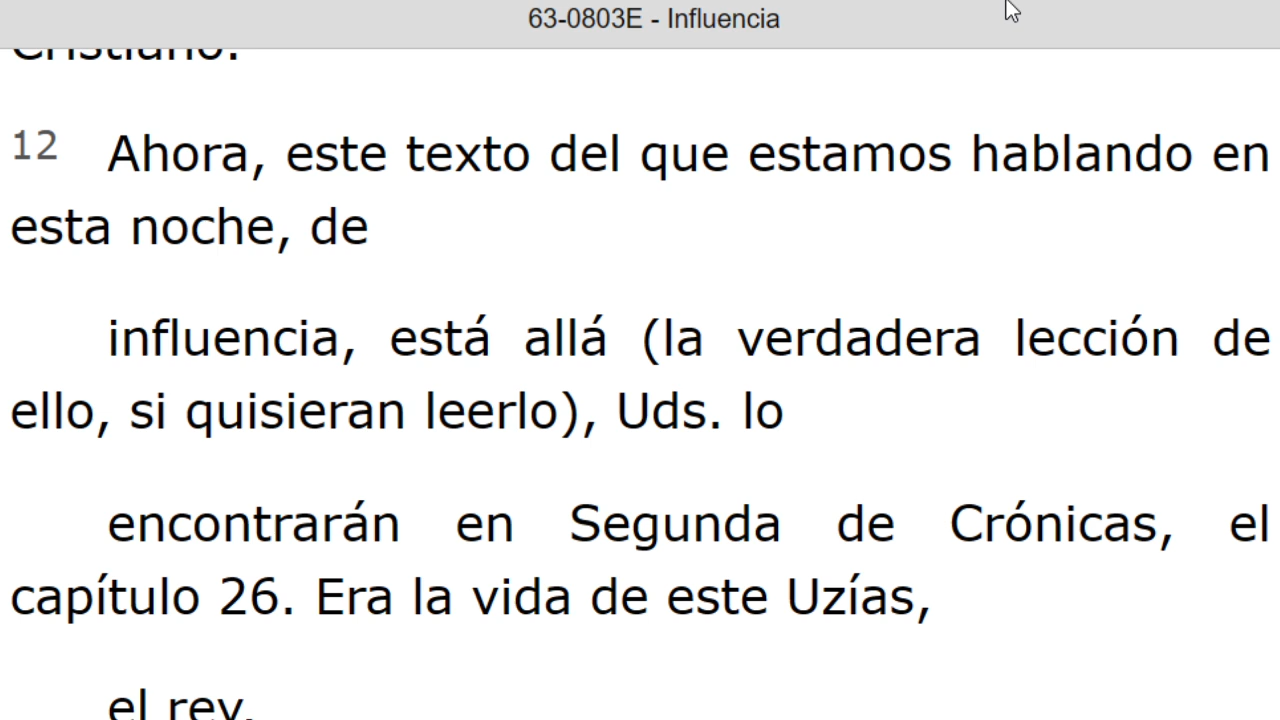 63-0803E - Influencia
Cristiano.
12 Ahora, este texto del que estamos hablando en
esta noche, de
influencia, está allá (la verdadera lección de
ello, si quisieran leerlo), Uds. lo
encontrarán en Segunda de Crónicas, el
capítulo 26. Era la vida de este Uzías,
el rey.